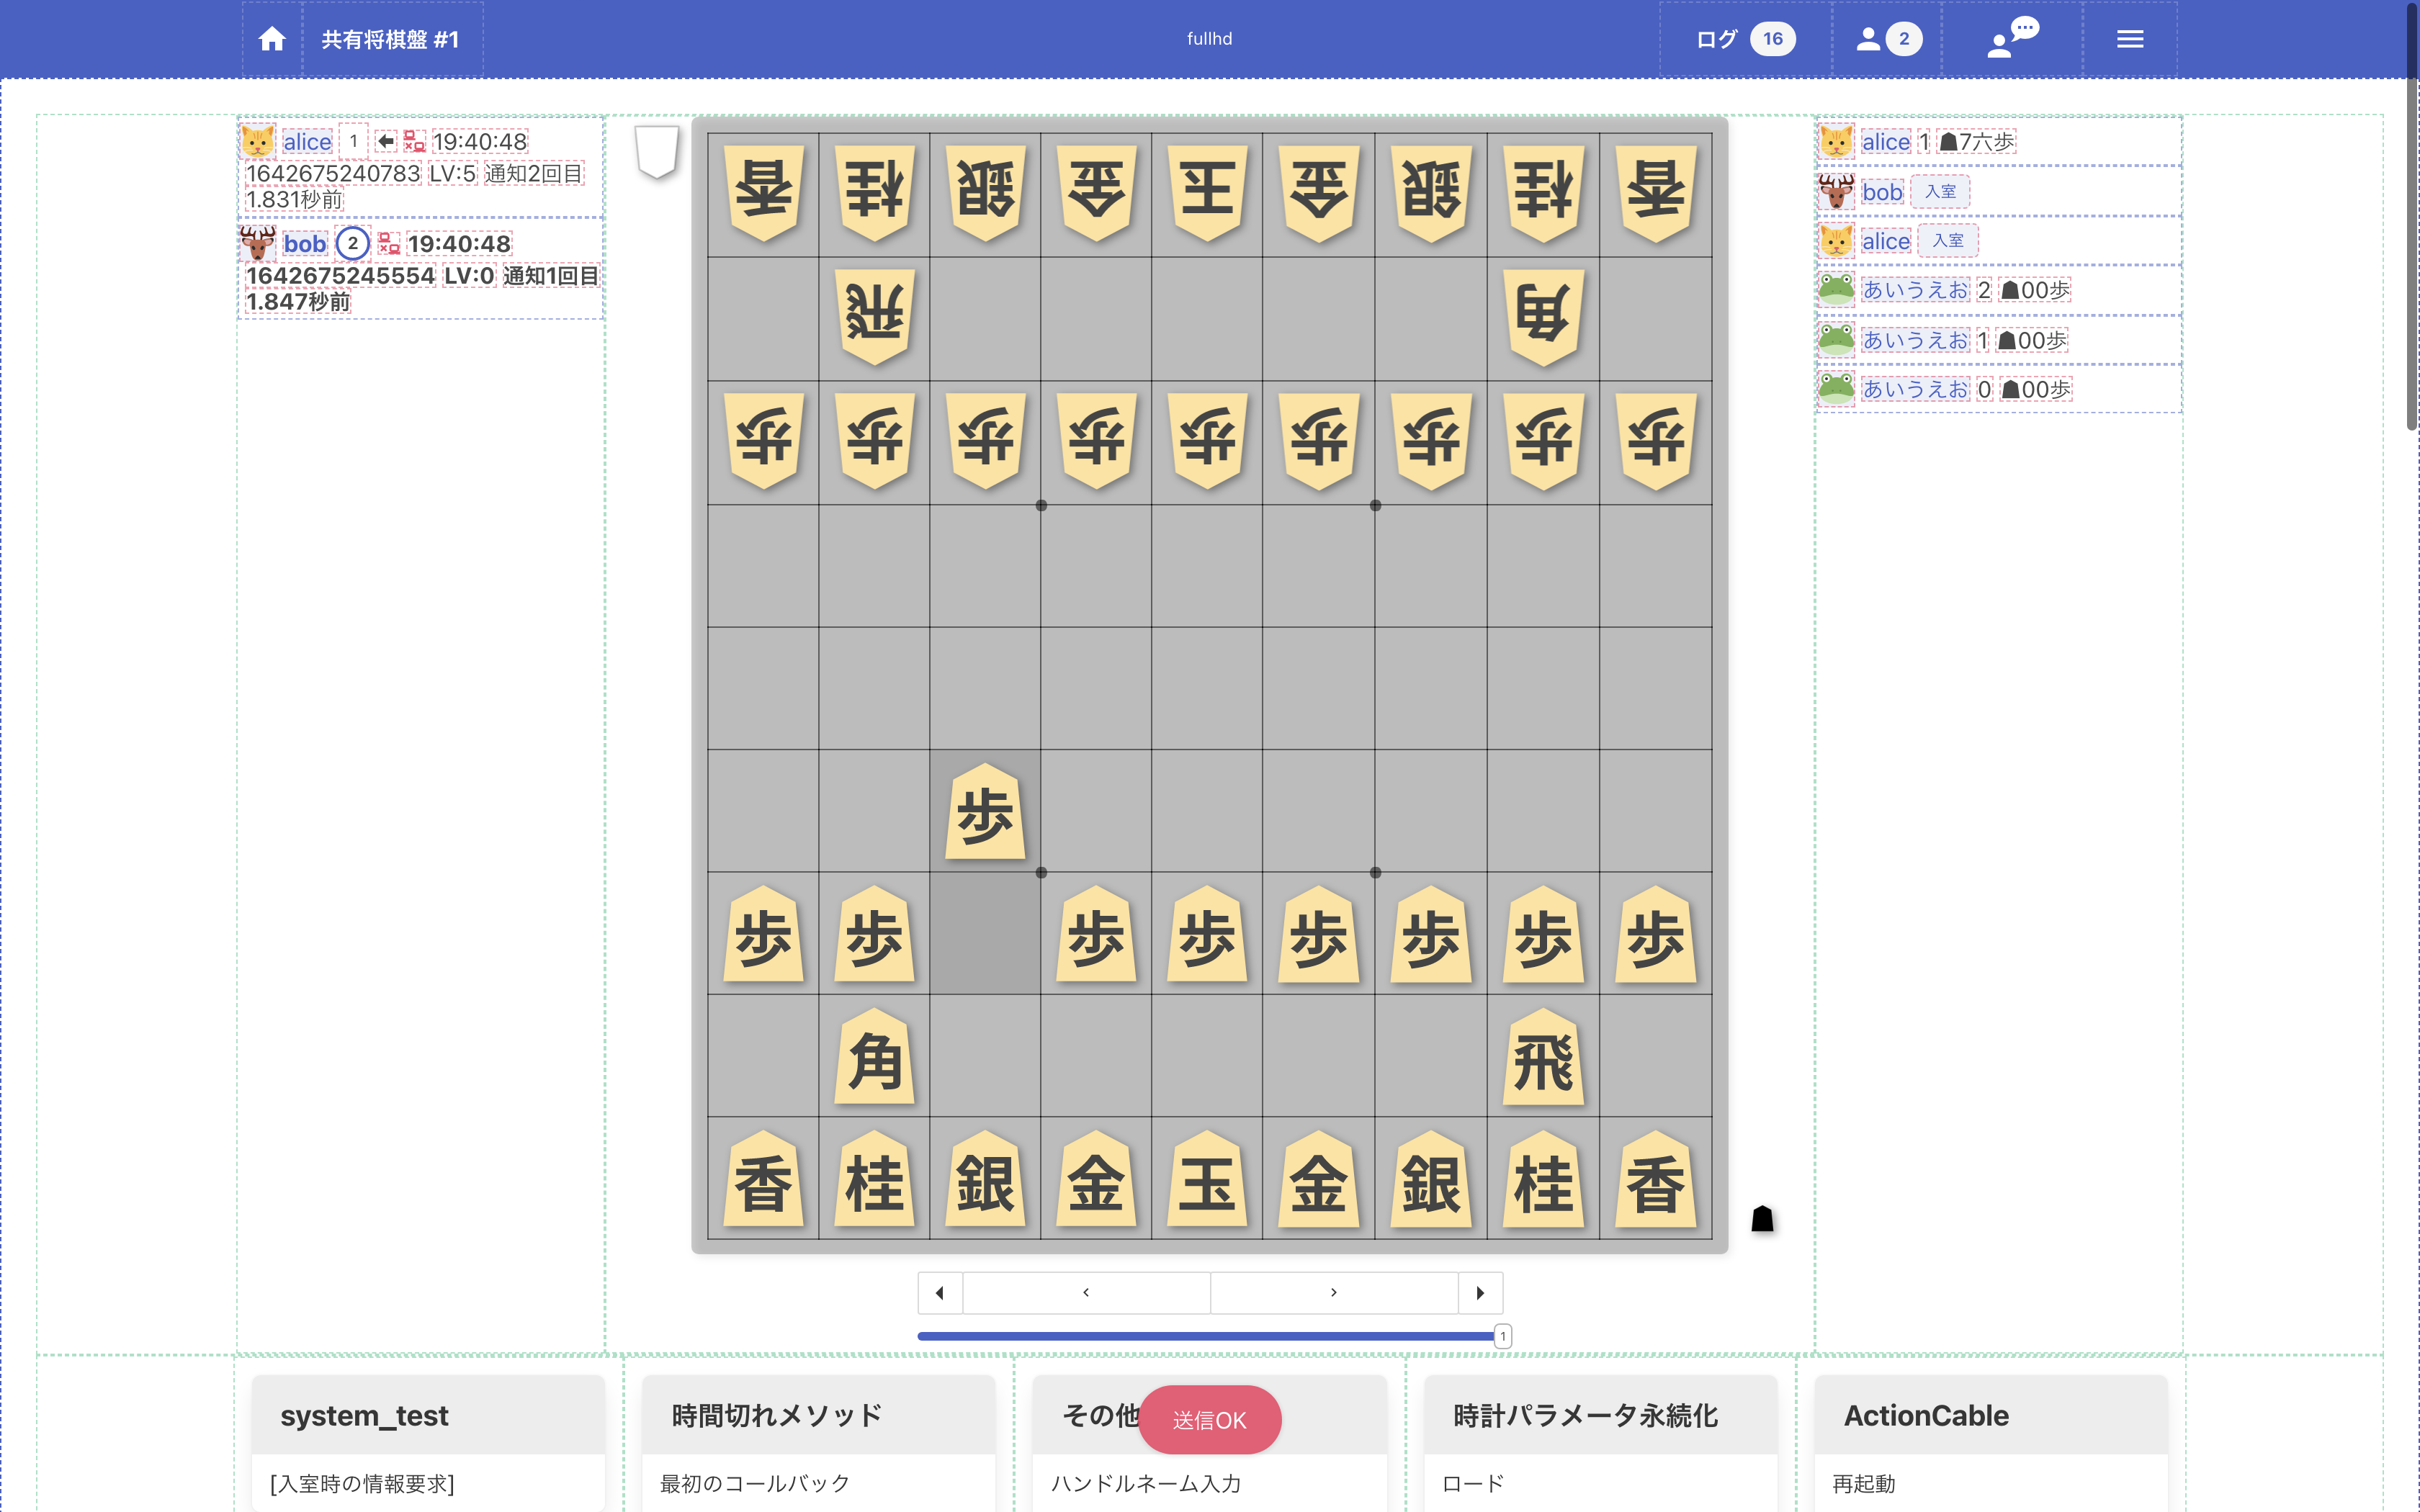 共有将棋盤 #1
fullhd
ログ 16
2
alice 1 19:40:48
1642675240783 LV:5 通知2回目
1.831秒前
bob 2 19:40:48
1642675245554 LV:0 通知1回目
1.847秒前
香 桂 銀 金 玉 金 銀 桂 香
飛 角
歩 歩 歩 歩 歩 歩 歩 歩 歩
歩
歩 歩 歩 歩 歩 歩 歩 歩
角 飛
香 桂 銀 金 玉 金 銀 桂 香
1
alice 1 ☗7六歩
bob 入室
alice 入室
あいうえお 2 ☗00歩
あいうえお 1 ☗00歩
あいうえお 0 ☗00歩
system_test
[入室時の情報要求]
時間切れメソッド
最初のコールバック
その他
送信OK
ハンドルネーム入力
時計パラメータ永続化
ロード
ActionCable
再起動